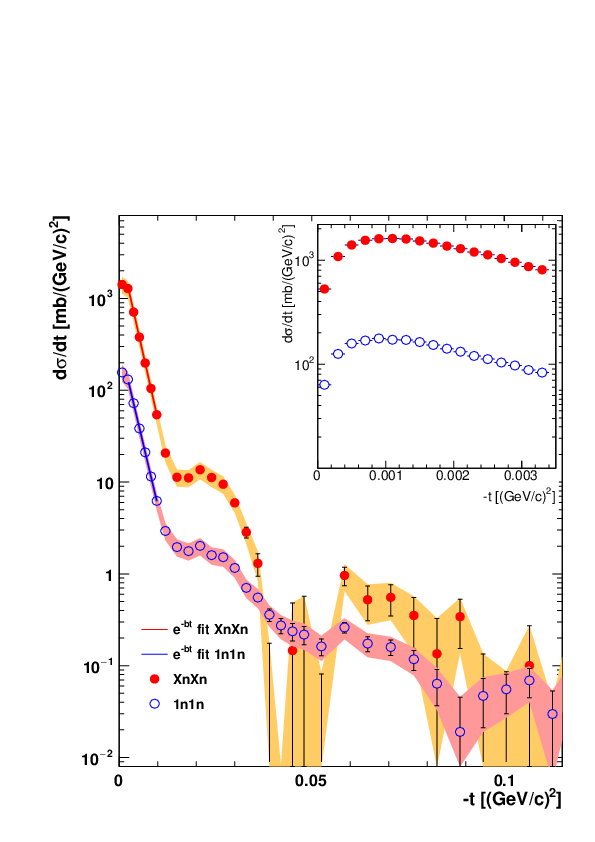 dσ/dt [mb/(GeV/c)²]
10³
10²
10
1
10⁻¹
10⁻²
0
0.05
0.1
-t [(GeV/c)²]
e^-bt fit XnXn
e^-bt fit 1n1n
XnXn
1n1n
dσ/dt [mb/(GeV/c)²]
10³
10²
0
0.001
0.002
0.003
-t [(GeV/c)²]